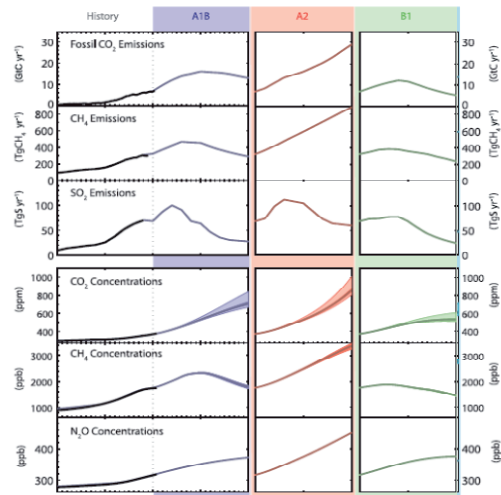 History A1B A2 B1
Fossil CO₂ Emissions
(GtC yr⁻¹) 30 20 10 0
30 20 10 0 (GtC yr⁻¹)
CH₄ Emissions
(TgCH₄ yr⁻¹) 800 600 400 200 0
800 600 400 200 0 (TgCH₄ yr⁻¹)
SO₂ Emissions
(TgS yr⁻¹) 100 50 0
100 50 0 (TgS yr⁻¹)
CO₂ Concentrations
(ppm) 1000 800 600 400
1000 800 600 400 (ppm)
CH₄ Concentrations
(ppb) 3000 2000 1000
3000 2000 1000 (ppb)
N₂O Concentrations
(ppb) 400 300
400 300 (ppb)